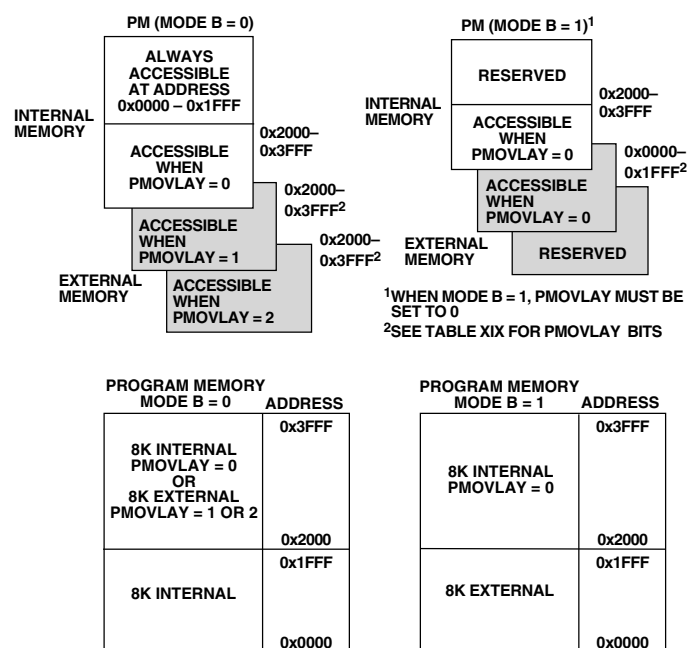 PM (MODE B = 0)
ALWAYS
ACCESSIBLE
AT ADDRESS
0x0000 – 0x1FFF
INTERNAL
MEMORY
0x2000–
0x3FFF
ACCESSIBLE
WHEN
PMOVLAY = 0
0x2000–
0x3FFF2
ACCESSIBLE
WHEN
PMOVLAY = 1
0x2000–
0x3FFF2
EXTERNAL
MEMORY
ACCESSIBLE
WHEN
PMOVLAY = 2
PM (MODE B = 1)1
RESERVED
INTERNAL
MEMORY
0x2000–
0x3FFF
ACCESSIBLE
WHEN
PMOVLAY = 0
0x0000–
0x1FFF2
ACCESSIBLE
WHEN
PMOVLAY = 0
EXTERNAL
MEMORY
RESERVED
1WHEN MODE B = 1, PMOVLAY MUST BE
SET TO 0
2SEE TABLE XIX FOR PMOVLAY BITS
PROGRAM MEMORY
MODE B = 0 ADDRESS
0x3FFF
8K INTERNAL
PMOVLAY = 0
OR
8K EXTERNAL
PMOVLAY = 1 OR 2
0x2000
0x1FFF
8K INTERNAL
0x0000
PROGRAM MEMORY
MODE B = 1 ADDRESS
0x3FFF
8K INTERNAL
PMOVLAY = 0
0x2000
0x1FFF
8K EXTERNAL
0x0000